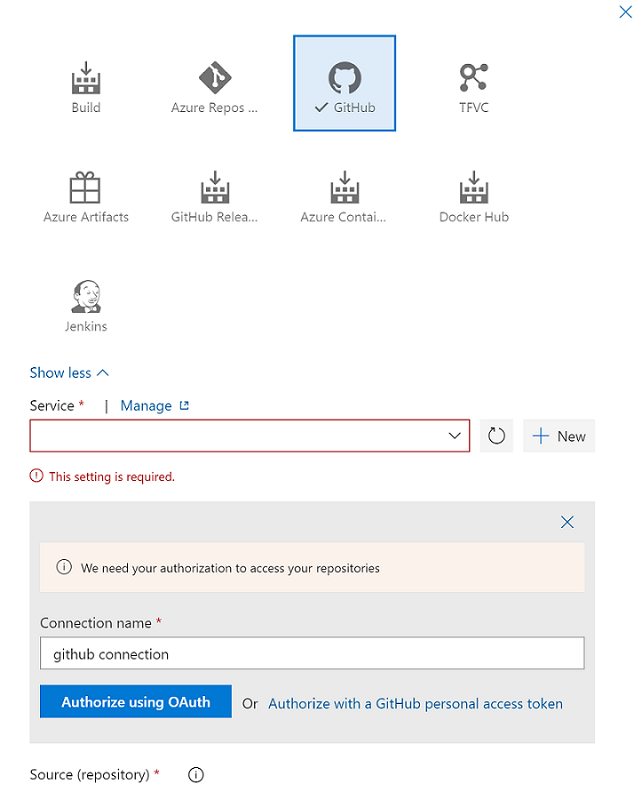 Build Azure Repos ... GitHub TFVC
Azure Artifacts GitHub Relea... Azure Contai... Docker Hub
Jenkins
Show less
Service * | Manage
New
This setting is required.
We need your authorization to access your repositories
Connection name *
github connection
Authorize using OAuth Or Authorize with a GitHub personal access token
Source (repository) *